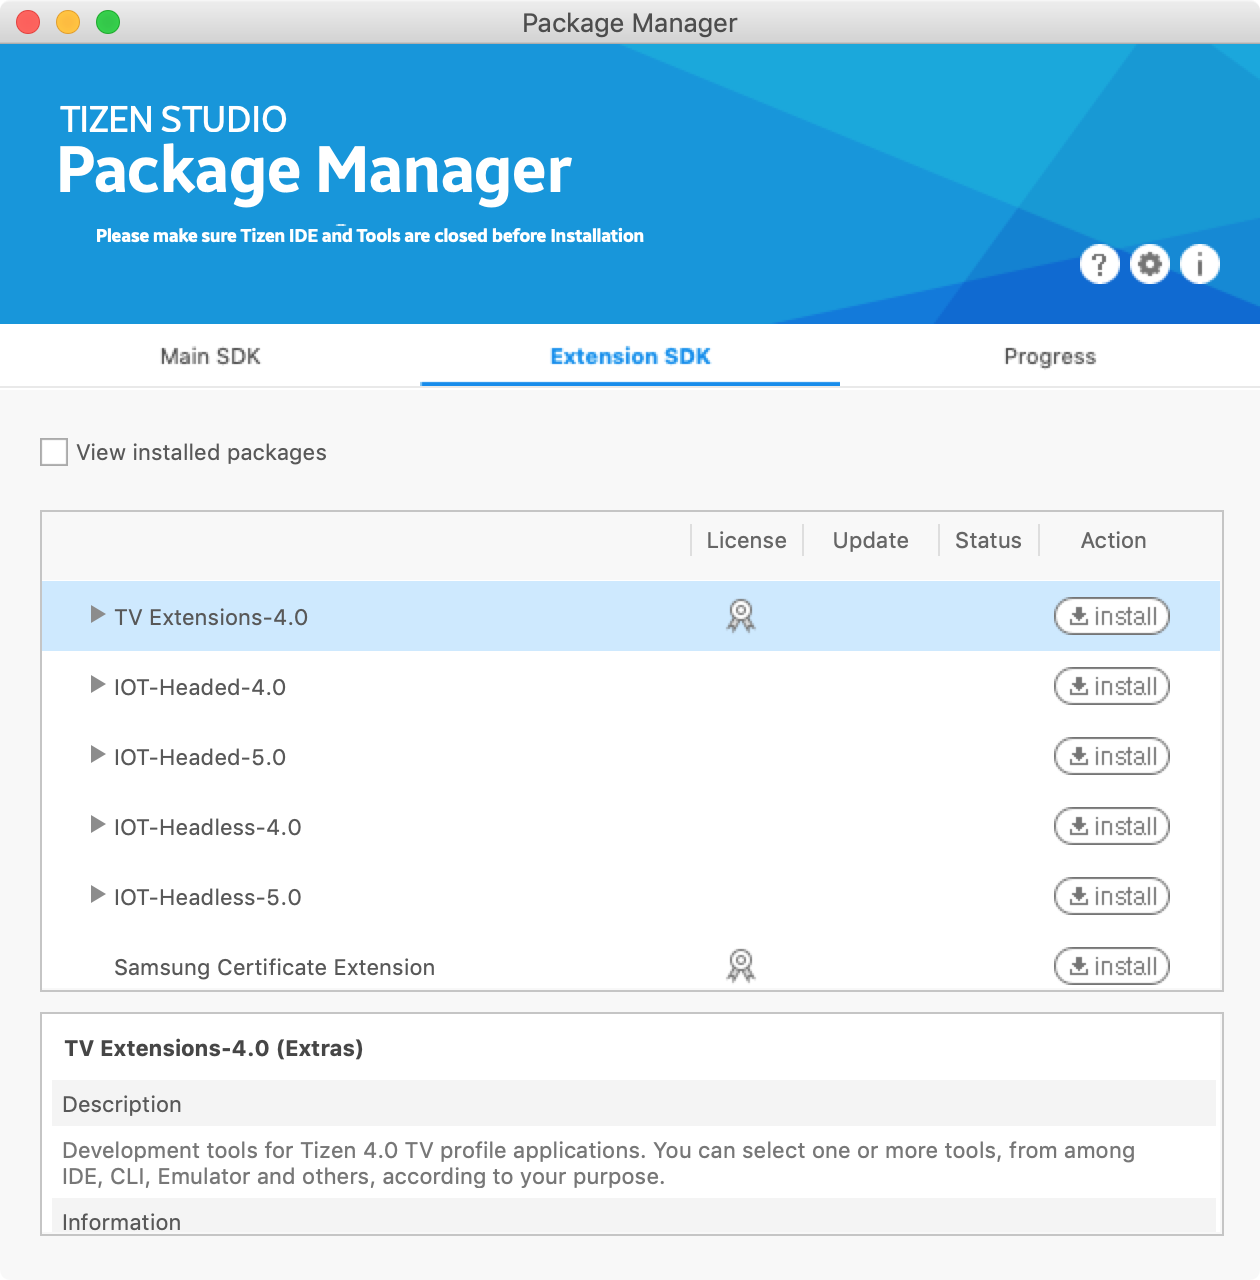 Package Manager
TIZEN STUDIO
Package Manager
Please make sure Tizen IDE and Tools are closed before Installation
? i
Main SDK Extension SDK Progress
View installed packages
License Update Status Action
TV Extensions-4.0 install
IOT-Headed-4.0 install
IOT-Headed-5.0 install
IOT-Headless-4.0 install
IOT-Headless-5.0 install
Samsung Certificate Extension install
TV Extensions-4.0 (Extras)
Description
Development tools for Tizen 4.0 TV profile applications. You can select one or more tools, from among
IDE, CLI, Emulator and others, according to your purpose.
Information